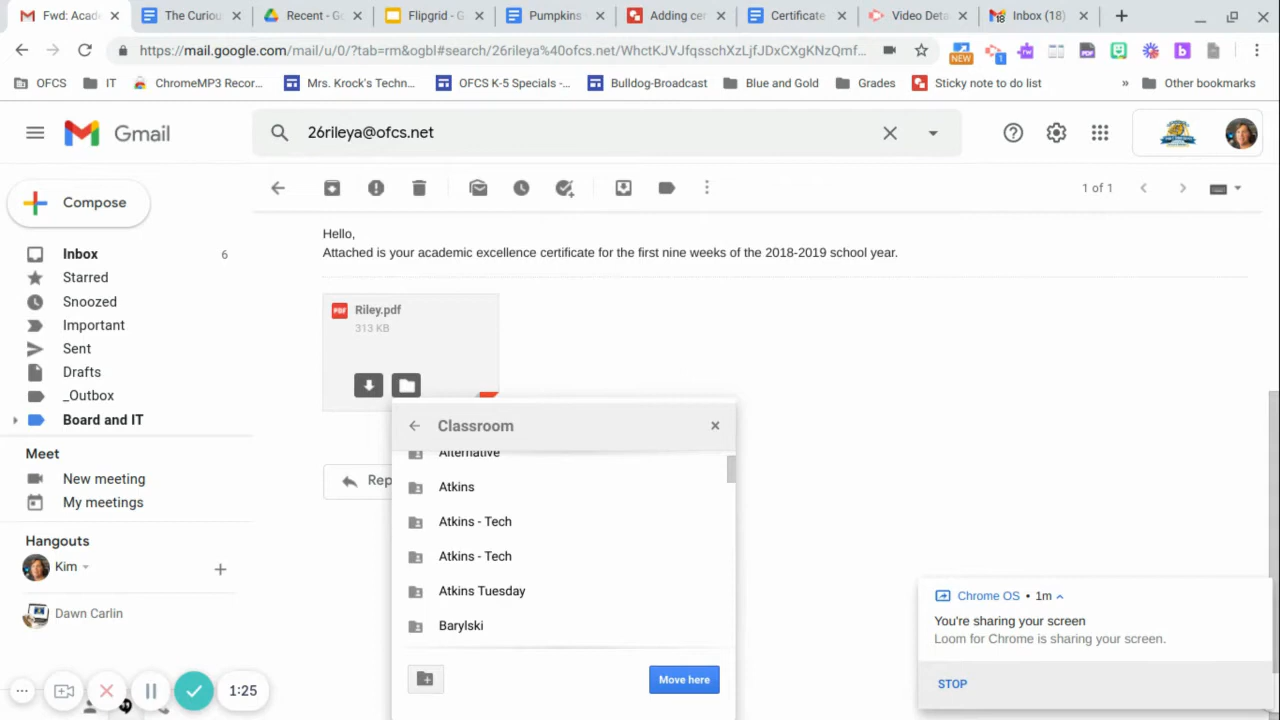 Fwd: Acad
The Curiou
Recent - Go
Flipgrid - G
Pumpkins
Adding cer
Certificate
Video Deta
Inbox (18)
https://mail.google.com/mail/u/0/?tab=rm&ogbl#search/26rileya%40ofcs.net/WhctKJVJfqsschXzLjfJDxCXgKNzQmf...
NEW
1
OFCS
IT
ChromeMP3 Recor...
Mrs. Krock's Techn...
OFCS K-5 Specials -...
Bulldog-Broadcast
Blue and Gold
Grades
Sticky note to do list
»
Other bookmarks
Gmail
26rileya@ofcs.net
Compose
1 of 1
Inbox 6
Starred
Snoozed
Important
Sent
Drafts
_Outbox
Board and IT
Meet
New meeting
My meetings
Hangouts
Kim
Dawn Carlin
Hello,
Attached is your academic excellence certificate for the first nine weeks of the 2018-2019 school year.
PDF Riley.pdf
313 KB
Rep
Classroom
Alternative
Atkins
Atkins - Tech
Atkins - Tech
Atkins Tuesday
Barylski
Move here
Chrome OS • 1m
You're sharing your screen
Loom for Chrome is sharing your screen.
STOP
1:25